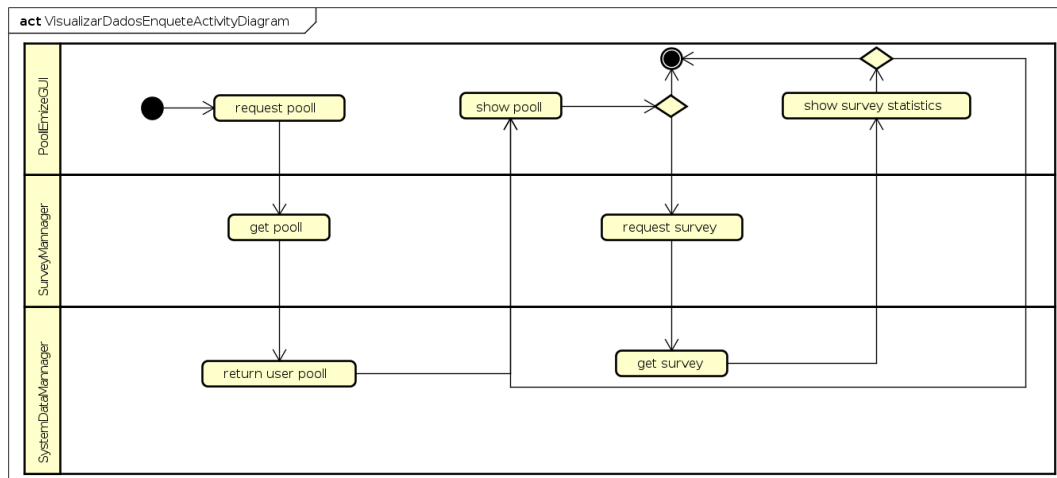 act VisualizarDadosEnqueteActivityDiagram
PoollEmizeGUI
request pooll
show pooll
show survey statistics
SurveyMannager
get pooll
request survey
SystemDataMannager
return user pooll
get survey